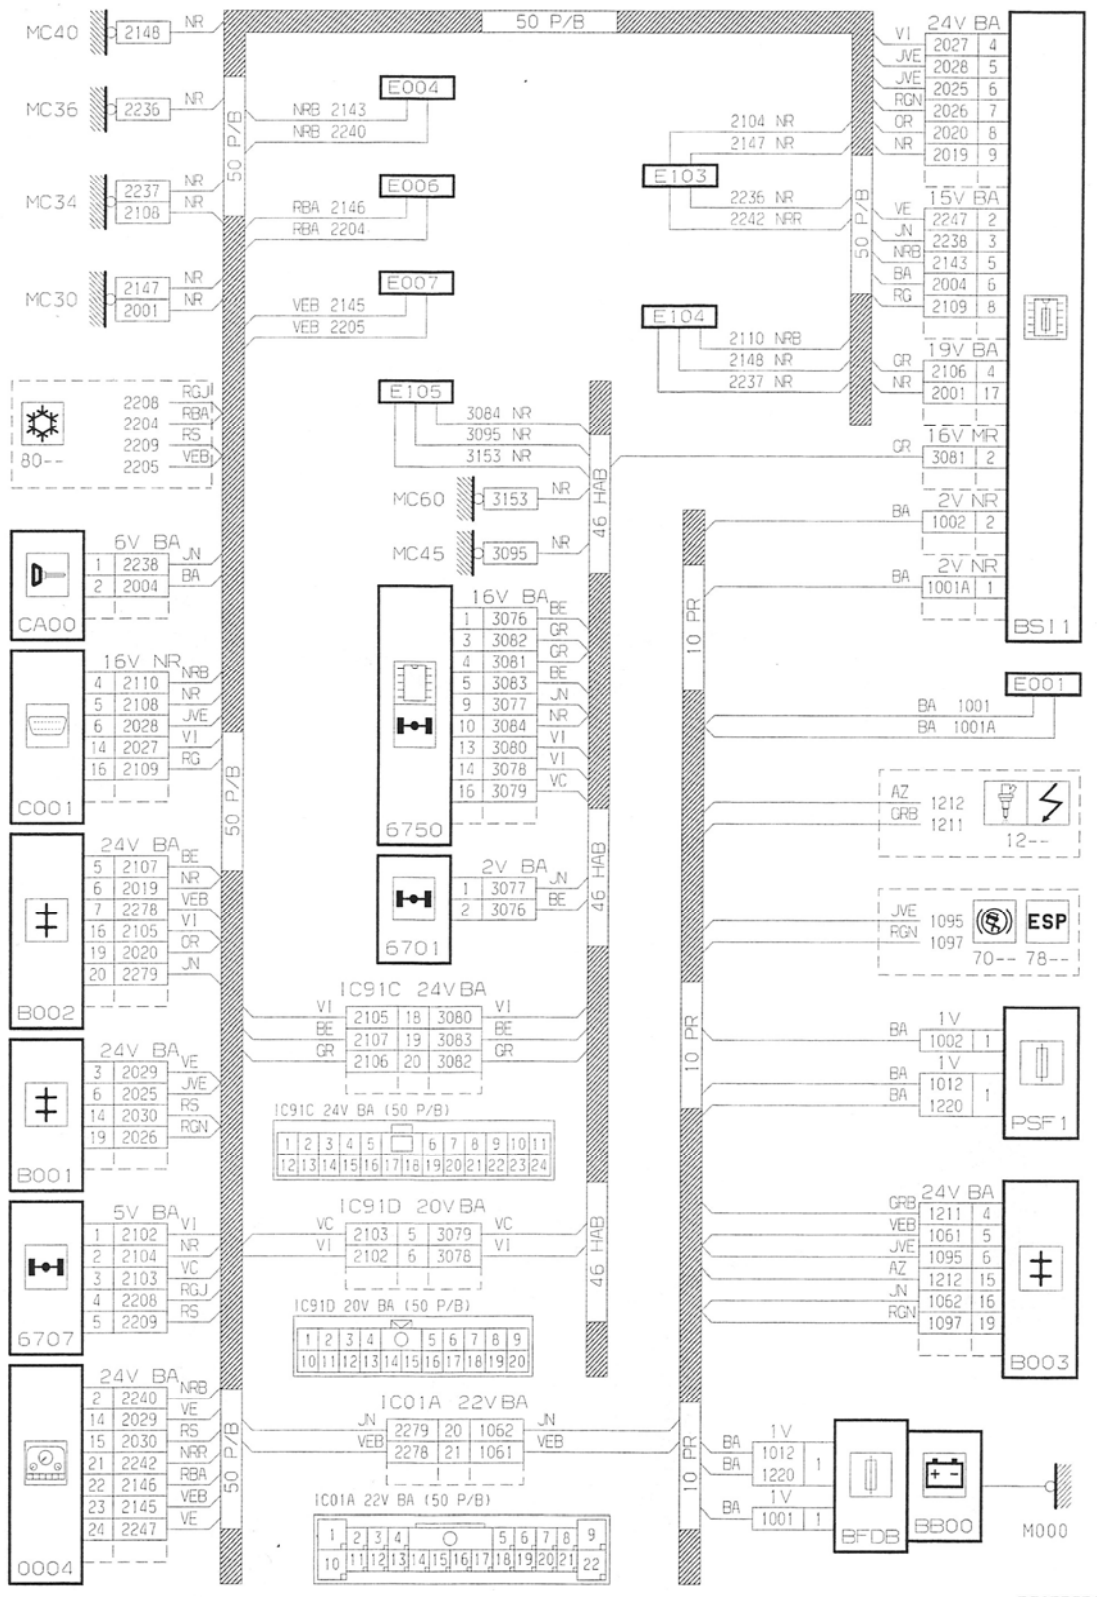 50 P/B
MC40 2148 NR
MC36 2236 NR
MC34 2237 NR
2108 NR
MC30 2147 NR
2001 NR
50 P/B
E004
NRB 2143
NRB 2240
E006
RBA 2146
RBA 2204
E007
VEB 2145
VEB 2205
2104 NR
2147 NR
E103
2236 NR
2242 NRR
E104
2110 NRB
2148 NR
2237 NR
50 P/B
24V BA
VI 2027 4
JVE 2028 5
JVE 2025 6
RGN 2026 7
OR 2020 8
NR 2019 9
15V BA
VE 2247 2
JN 2238 3
NRB 2143 5
BA 2004 6
RG 2109 8
19V BA
GR 2106 4
NR 2001 17
16V MR
GR 3081 2
2V NR
BA 1002 2
2V NR
BA 1001A 1
BSI1
80--
2208 RGJ
2204 RBA
2209 RS
2205 VEB
E105
3084 NR
3095 NR
3153 NR
MC60 3153 NR
MC45 3095 NR
46 HAB
6V BA
1 2238 JN
2 2004 BA
CA00
16V NR
4 2110 NRB
5 2108 NR
6 2028 JVE
14 2027 VI
16 2109 RG
C001
50 P/B
16V BA
1 3076 BE
3 3082 GR
4 3081 GR
5 3083 BE
9 3077 JN
10 3084 NR
13 3080 VI
14 3078 VI
16 3079 VC
6750
2V BA
1 3077 JN
2 3076 BE
6701
46 HAB
10 PR
E001
BA 1001
BA 1001A
AZ 1212
GRB 1211
12--
JVE 1095
RGN 1097
ESP
70-- 78--
24V BA
5 2107 BE
6 2019 NR
7 2278 VEB
16 2105 VI
19 2020 OR
20 2279 JN
B002
IC91C 24V BA
VI 2105 18 3080 VI
BE 2107 19 3083 BE
GR 2106 20 3082 GR
IC91C 24V BA (50 P/B)
1 2 3 4 5 6 7 8 9 10 11
12 13 14 15 16 17 18 19 20 21 22 23 24
10 PR
1V
BA 1002 1
1V
BA 1012 1
BA 1220
PSF1
24V BA
3 2029 VE
6 2025 JVE
14 2030 RS
19 2026 RGN
B001
5V BA
1 2102 VI
2 2104 NR
3 2103 VC
4 2208 RGJ
5 2209 RS
6707
IC91D 20V BA
VC 2103 5 3079 VC
VI 2102 6 3078 VI
46 HAB
IC91D 20V BA (50 P/B)
1 2 3 4 5 6 7 8 9
10 11 12 13 14 15 16 17 18 19 20
24V BA
GRB 1211 4
VEB 1061 5
JVE 1095 6
AZ 1212 15
JN 1062 16
RGN 1097 19
B003
24V BA
2 2240 NRB
14 2029 VE
15 2030 RS
21 2242 NRR
22 2146 RBA
23 2145 VEB
24 2247 VE
0004
50 P/B
IC01A 22V BA
JN 2279 20 1062 JN
VEB 2278 21 1061 VEB
IC01A 22V BA (50 P/B)
1 2 3 4 5 6 7 8 9
10 11 12 13 14 15 16 17 18 19 20 21 22
10 PR
1V
BA 1012 1
BA 1220
1V
BA 1001 1
BFDB
+ -
BB00
M000